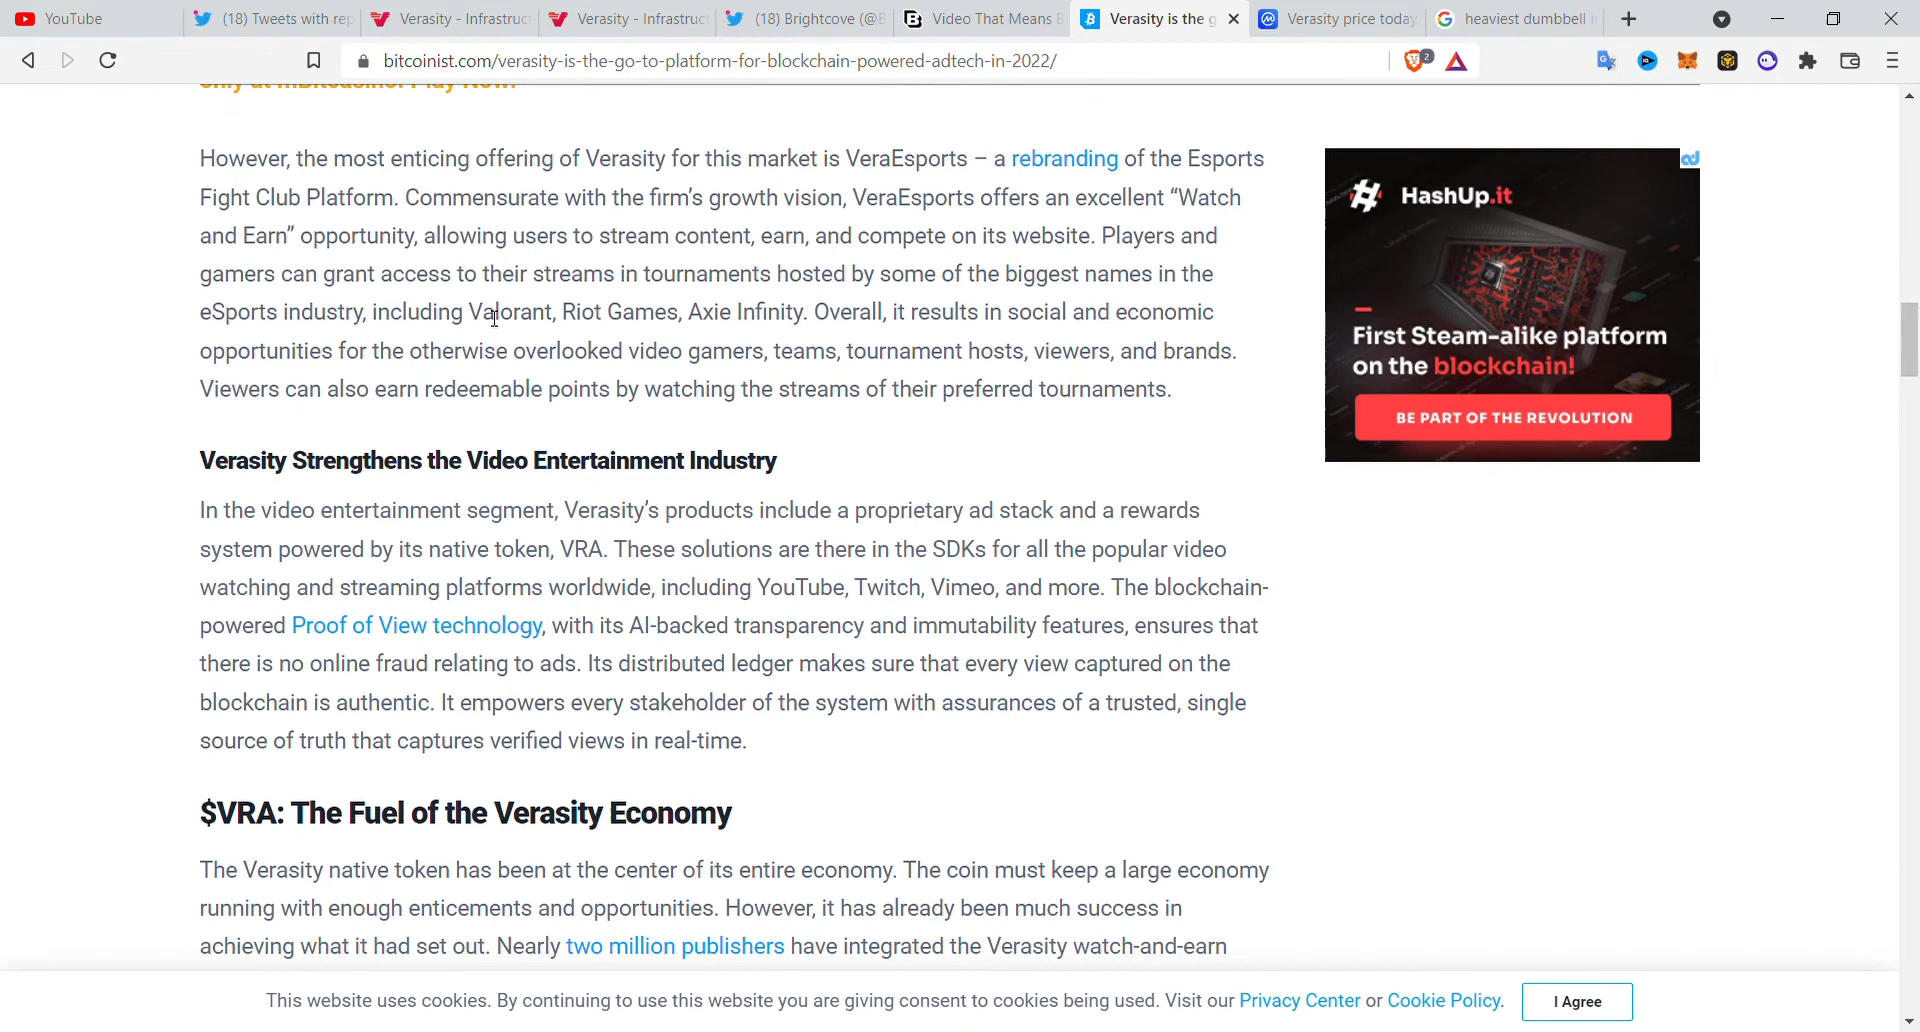 YouTube
(18) Tweets with rep
Verasity - Infrastruc
Verasity - Infrastruct
(18) Brightcove (@B
Video That Means B
Verasity is the g
Verasity price today
heaviest dumbbell i
bitcoinist.com/verasity-is-the-go-to-platform-for-blockchain-powered-adtech-in-2022/
2
However, the most enticing offering of Verasity for this market is VeraEsports – a rebranding of the Esports
Fight Club Platform. Commensurate with the firm's growth vision, VeraEsports offers an excellent “Watch
and Earn” opportunity, allowing users to stream content, earn, and compete on its website. Players and
gamers can grant access to their streams in tournaments hosted by some of the biggest names in the
eSports industry, including Valorant, Riot Games, Axie Infinity. Overall, it results in social and economic
opportunities for the otherwise overlooked video gamers, teams, tournament hosts, viewers, and brands.
Viewers can also earn redeemable points by watching the streams of their preferred tournaments.
Verasity Strengthens the Video Entertainment Industry
In the video entertainment segment, Verasity's products include a proprietary ad stack and a rewards
system powered by its native token, VRA. These solutions are there in the SDKs for all the popular video
watching and streaming platforms worldwide, including YouTube, Twitch, Vimeo, and more. The blockchain-
powered Proof of View technology, with its AI-backed transparency and immutability features, ensures that
there is no online fraud relating to ads. Its distributed ledger makes sure that every view captured on the
blockchain is authentic. It empowers every stakeholder of the system with assurances of a trusted, single
source of truth that captures verified views in real-time.
$VRA: The Fuel of the Verasity Economy
The Verasity native token has been at the center of its entire economy. The coin must keep a large economy
running with enough enticements and opportunities. However, it has already been much success in
achieving what it had set out. Nearly two million publishers have integrated the Verasity watch-and-earn
HashUp.it
First Steam-alike platform
on the blockchain!
BE PART OF THE REVOLUTION
This website uses cookies. By continuing to use this website you are giving consent to cookies being used. Visit our Privacy Center or Cookie Policy.
I Agree